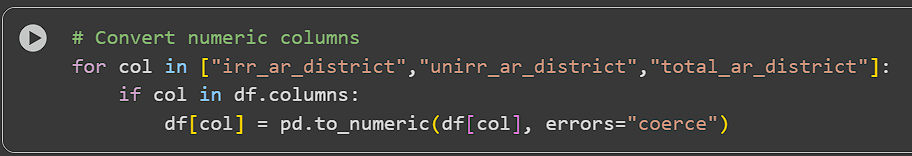 # Convert numeric columns
for col in ["irr_ar_district","unirr_ar_district","total_ar_district"]:
    if col in df.columns:
        df[col] = pd.to_numeric(df[col], errors="coerce")